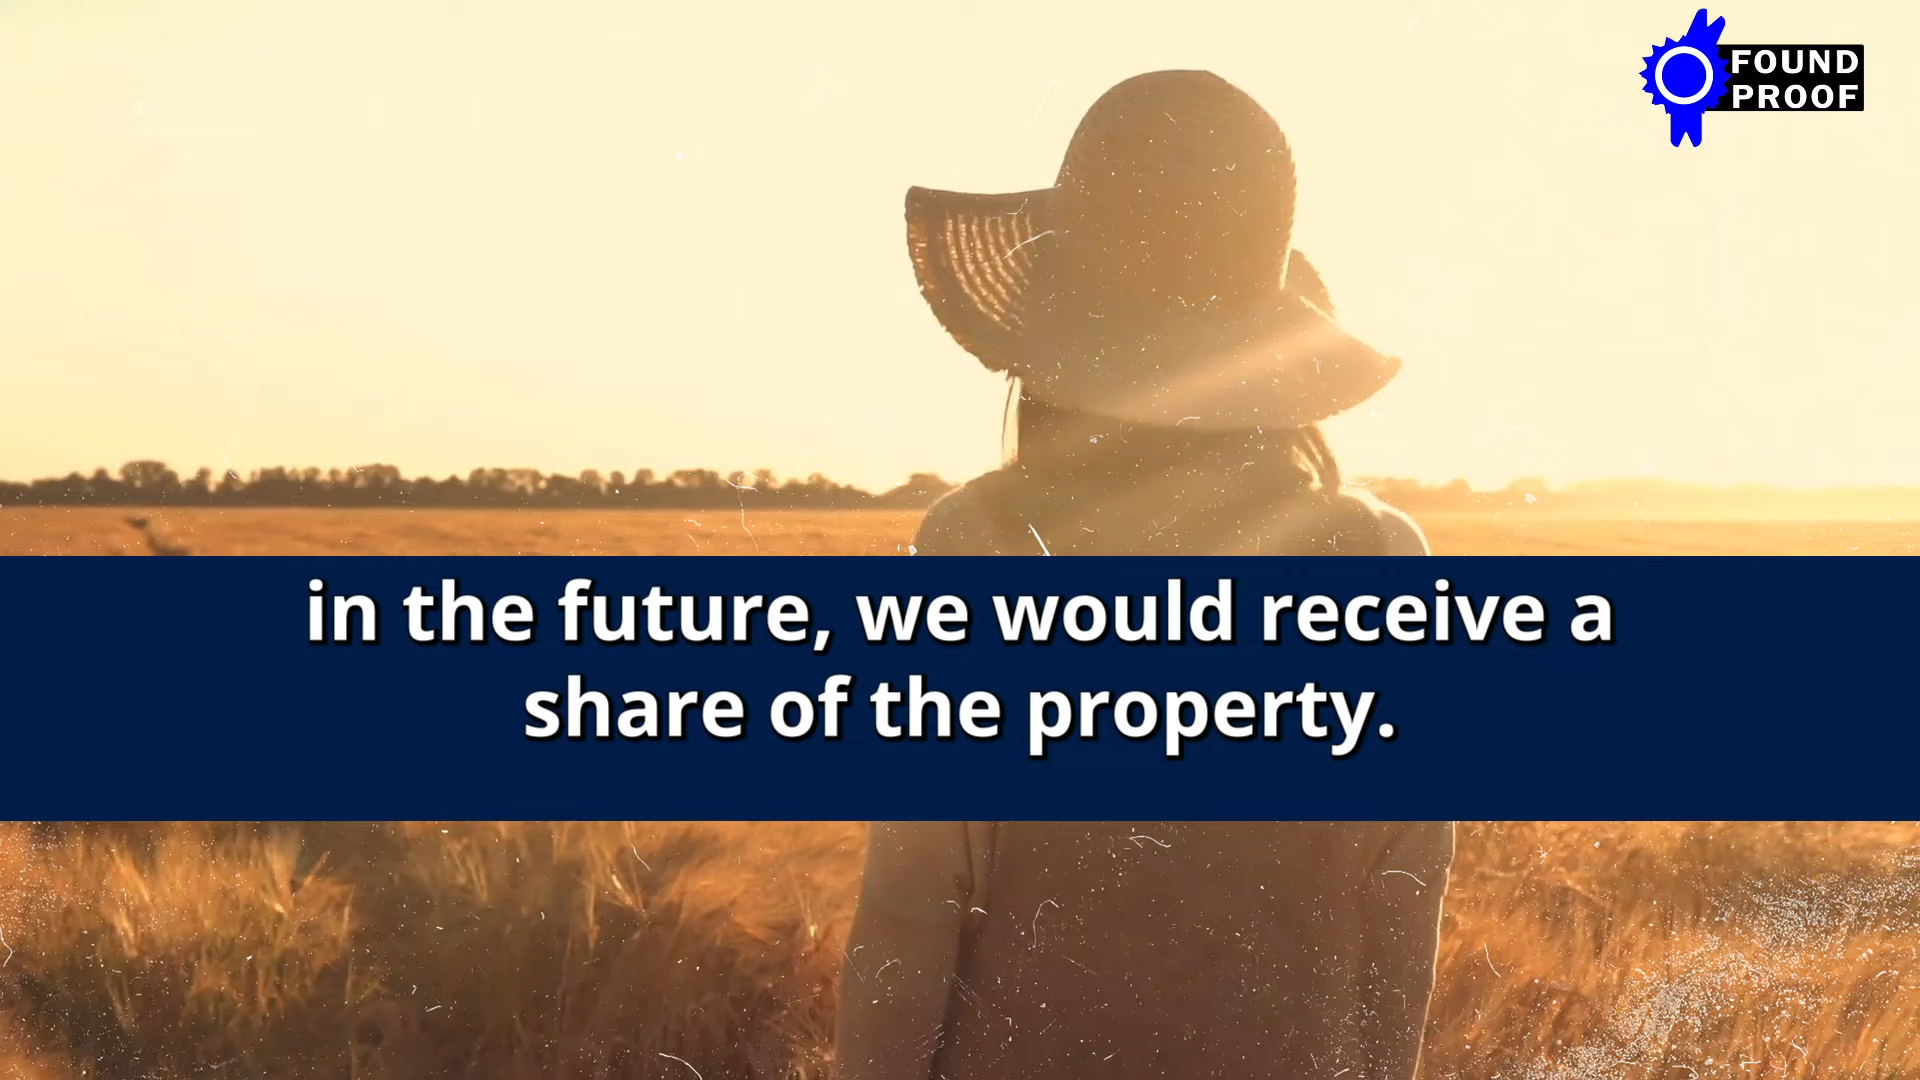 FOUND
PROOF
in the future, we would receive a
share of the property.